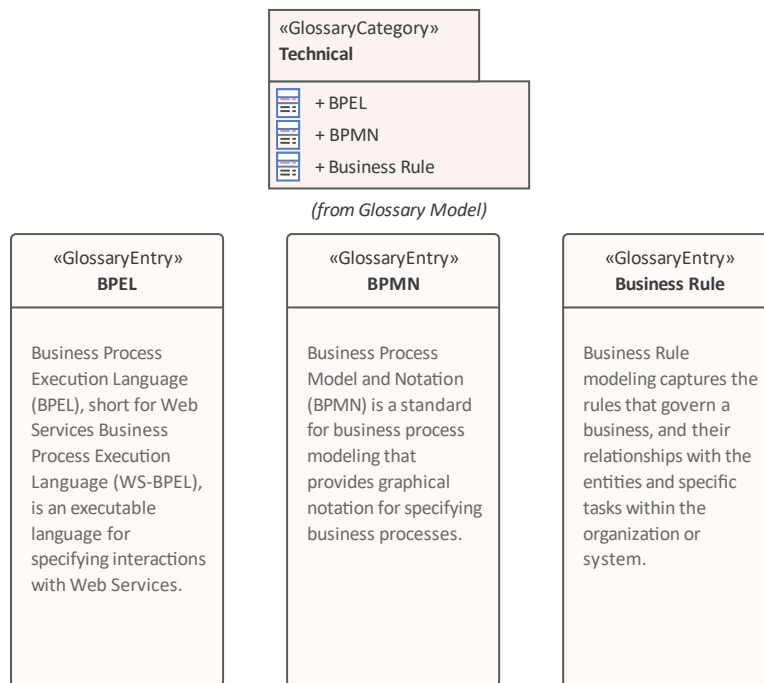 «GlossaryCategory»
Technical
+ BPEL
+ BPMN
+ Business Rule
(from Glossary Model)
«GlossaryEntry»
BPEL
Business Process
Execution Language
(BPEL), short for Web
Services Business
Process Execution
Language (WS-BPEL),
is an executable
language for
specifying interactions
with Web Services.
«GlossaryEntry»
BPMN
Business Process
Model and Notation
(BPMN) is a standard
for business process
modeling that
provides graphical
notation for specifying
business processes.
«GlossaryEntry»
Business Rule
Business Rule
modeling captures the
rules that govern a
business, and their
relationships with the
entities and specific
tasks within the
organization or
system.